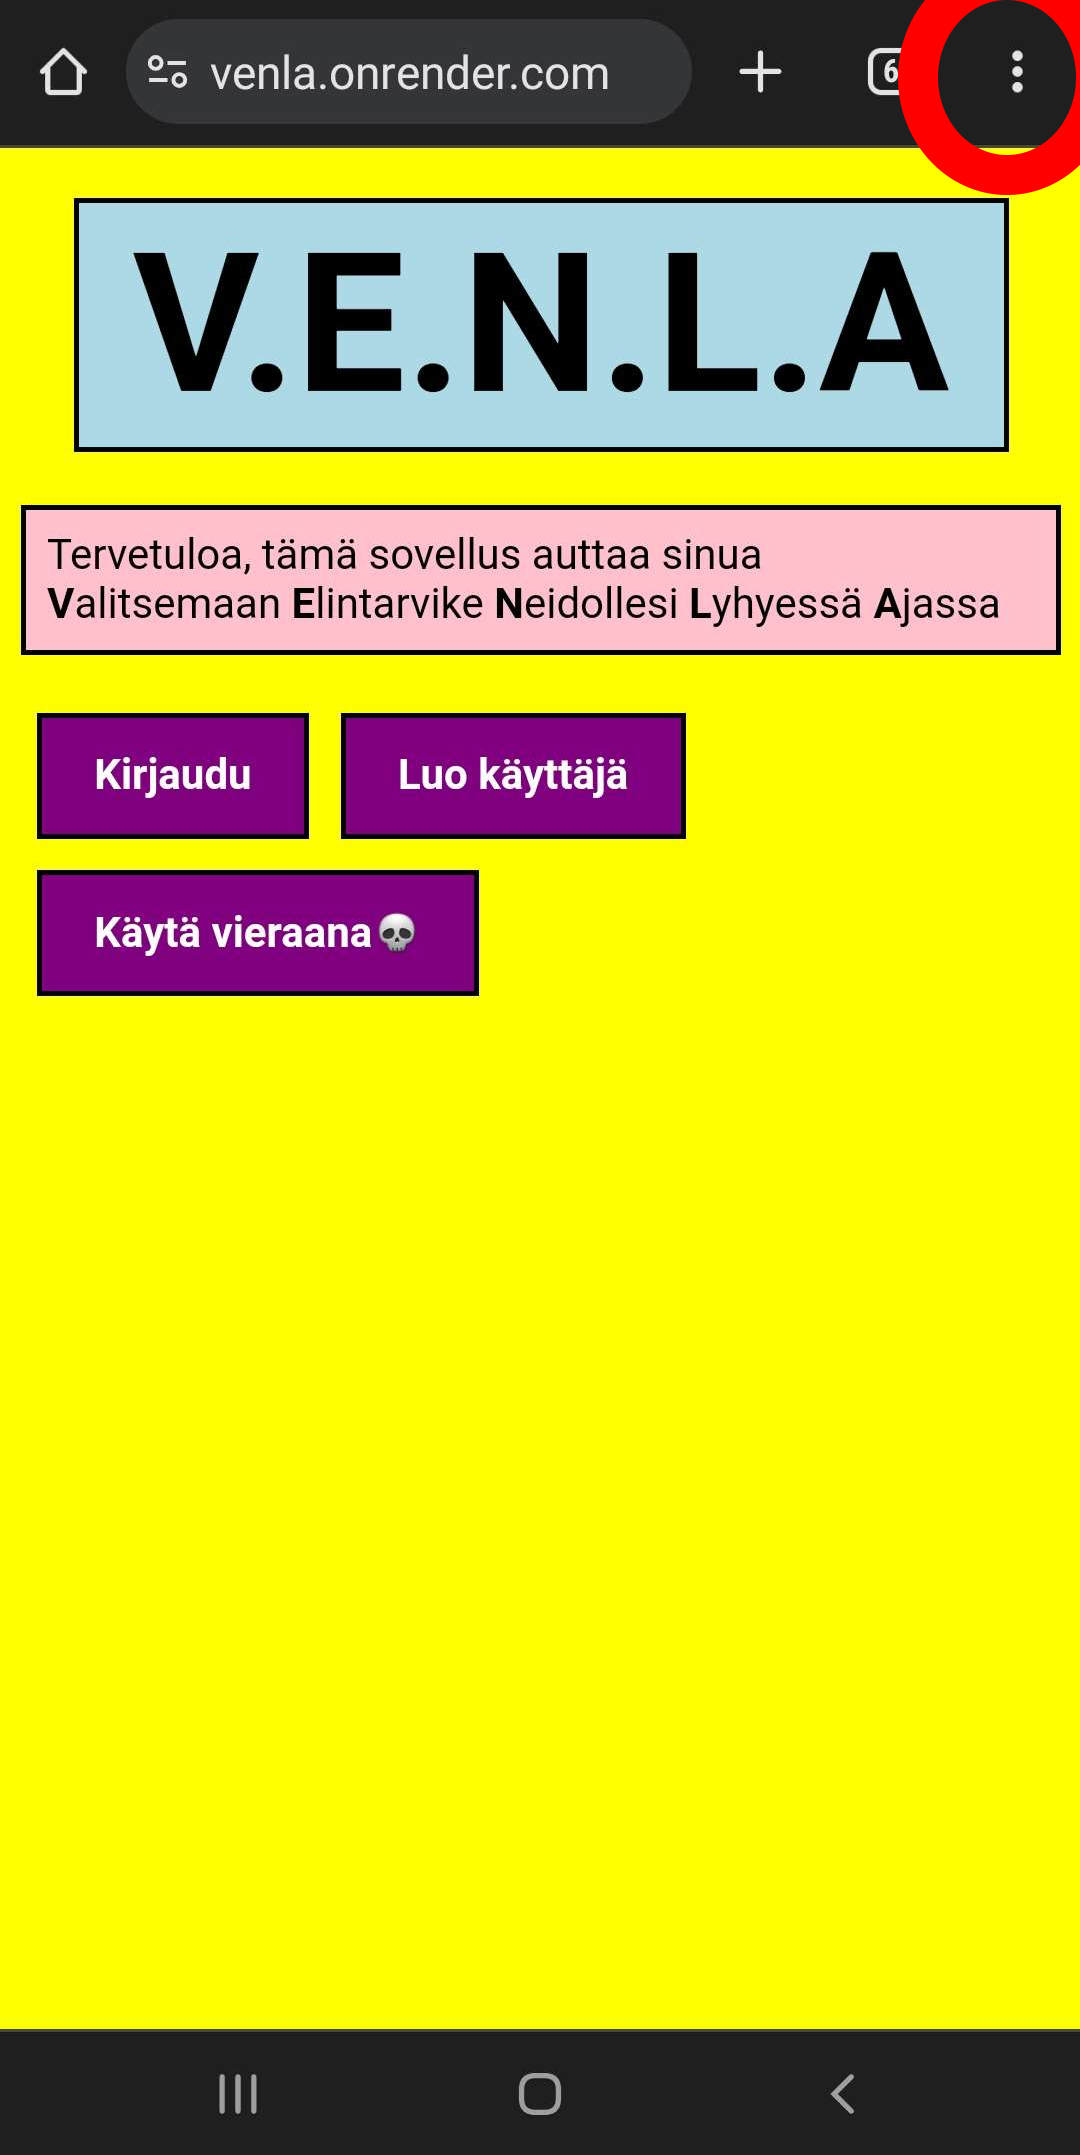 venla.onrender.com
6
V.E.N.L.A
Tervetuloa, tämä sovellus auttaa sinua
Valitsemaan Elintarvike Neidollesi Lyhyessä Ajassa
Kirjaudu
Luo käyttäjä
Käytä vieraana💀